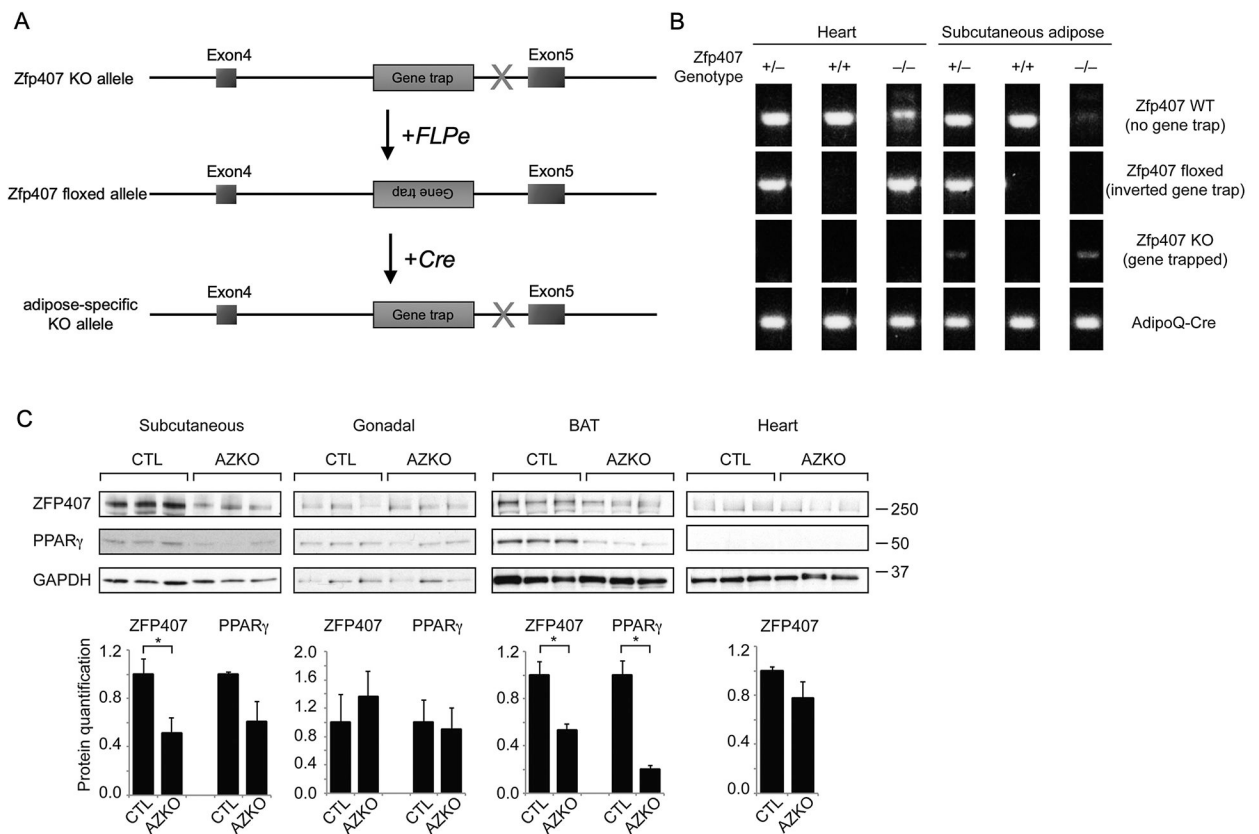 A
Exon4
Exon5
Zfp407 KO allele
Gene trap
+FLPe
Exon4
Exon5
Zfp407 floxed allele
Gene trap
+Cre
Exon4
Exon5
adipose-specific
KO allele
Gene trap
B
Heart
Subcutaneous adipose
Zfp407
Genotype
+/– +/+ –/– +/– +/+ –/–
Zfp407 WT
(no gene trap)
Zfp407 floxed
(inverted gene trap)
Zfp407 KO
(gene trapped)
AdipoQ-Cre
C
Subcutaneous Gonadal BAT Heart
CTL AZKO CTL AZKO CTL AZKO CTL AZKO
ZFP407
– 250
PPARγ
– 50
GAPDH
– 37
Protein quantification
ZFP407 PPARγ
*
1.2
0.8
0.4
0.0
CTL AZKO CTL AZKO
ZFP407 PPARγ
2.0
1.8
1.4
1.0
0.8
0.4
0.0
CTL AZKO CTL AZKO
ZFP407 PPARγ
* *
1.2
0.8
0.4
0.0
CTL AZKO CTL AZKO
ZFP407
1.2
0.8
0.4
0.0
CTL AZKO